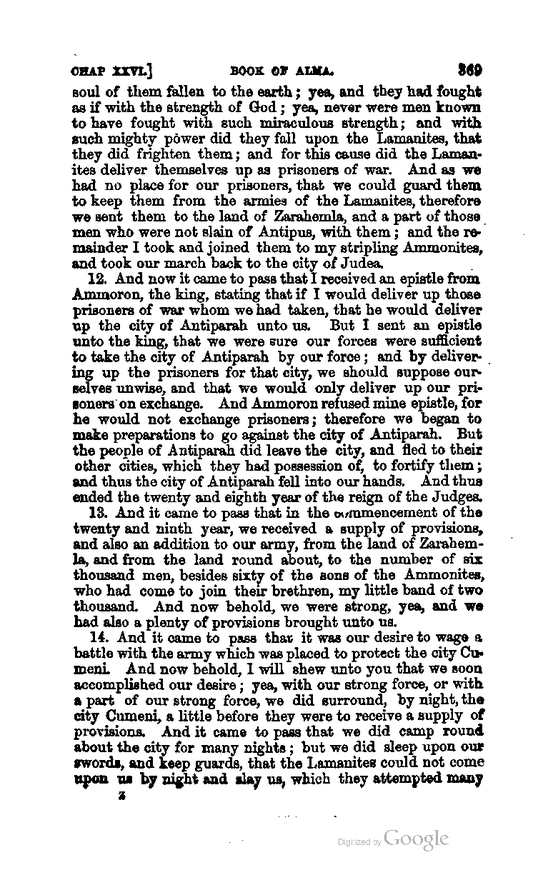 CHAP XXVI.] BOOK OF ALMA. 369
soul of them fallen to the earth; yea, and they had fought
as if with the strength of God; yea, never were men known
to have fought with such miraculous strength; and with
such mighty power did they fall upon the Lamanites, that
they did frighten them; and for this cause did the Laman-
ites deliver themselves up as prisoners of war. And as we
had no place for our prisoners, that we could guard them
to keep them from the armies of the Lamanites, therefore
we sent them to the land of Zarahemla, and a part of those
men who were not slain of Antipus, with them; and the re-
mainder I took and joined them to my stripling Ammonites,
and took our march back to the city of Judea.
12. And now it came to pass that I received an epistle from
Ammoron, the king, stating that if I would deliver up those
prisoners of war whom we had taken, that he would deliver
up the city of Antiparah unto us. But I sent an epistle
unto the king, that we were sure our forces were sufficient
to take the city of Antiparah by our force; and by deliver-
ing up the prisoners for that city, we should suppose our-
selves unwise, and that we would only deliver up our pri-
soners on exchange. And Ammoron refused mine epistle, for
he would not exchange prisoners; therefore we began to
make preparations to go against the city of Antiparah. But
the people of Antiparah did leave the city, and fled to their
other cities, which they had possession of, to fortify them;
and thus the city of Antiparah fell into our hands. And thus
ended the twenty and eighth year of the reign of the Judges.
13. And it came to pass that in the commencement of the
twenty and ninth year, we received a supply of provisions,
and also an addition to our army, from the land of Zarahem-
la, and from the land round about, to the number of six
thousand men, besides sixty of the sons of the Ammonites,
who had come to join their brethren, my little band of two
thousand. And now behold, we were strong, yea, and we
had also a plenty of provisions brought unto us.
14. And it came to pass that it was our desire to wage a
battle with the army which was placed to protect the city Cu-
meni. And now behold, I will shew unto you that we soon
accomplished our desire; yea, with our strong force, or with
a part of our strong force, we did surround, by night, the
city Cumeni, a little before they were to receive a supply of
provisions. And it came to pass that we did camp round
about the city for many nights; but we did sleep upon our
swords, and keep guards, that the Lamanites could not come
upon us by night and slay us, which they attempted many
Z
Digitized by Google